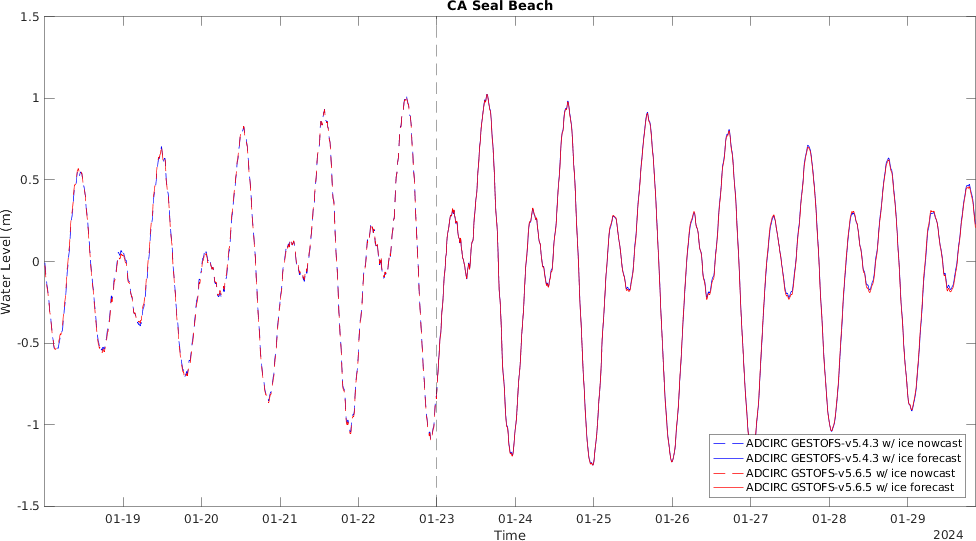 CA Seal Beach
1.5
1
0.5
0
-0.5
-1
-1.5
Water Level (m)
01-19 01-20 01-21 01-22 01-23 01-24 01-25 01-26 01-27 01-28 01-29
Time
2024
ADCIRC GESTOFS-v5.4.3 w/ ice nowcast
ADCIRC GESTOFS-v5.4.3 w/ ice forecast
ADCIRC GSTOFS-v5.6.5 w/ ice nowcast
ADCIRC GSTOFS-v5.6.5 w/ ice forecast